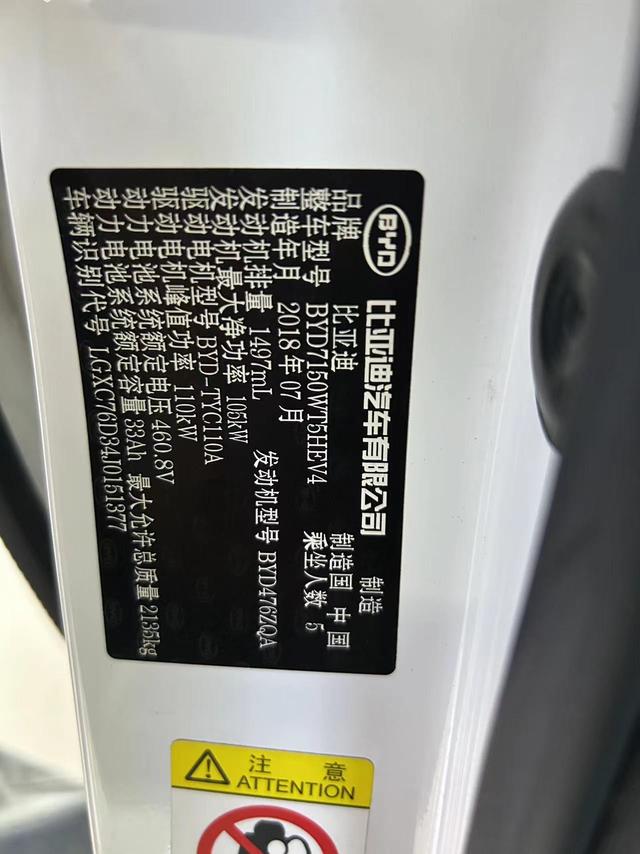 BYD 比亚迪汽车有限公司 制造
品牌 比亚迪 制造国 中国
整车型号 BYD7150WT5HEV4 乘坐人数 5
制造年月 2018年07月
发动机排量 1497mL 发动机型号 BYD476ZQA
发动机最大净功率 105kW
驱动电机型号 BYD-TYC110A
驱动电机峰值功率 110kW
动力电池系统额定电压 460.8V
动力电池系统额定容量 33Ah 最大允许总质量 2135kg
车辆识别代号 LGXC76D34J0151377
注 意
ATTENTION